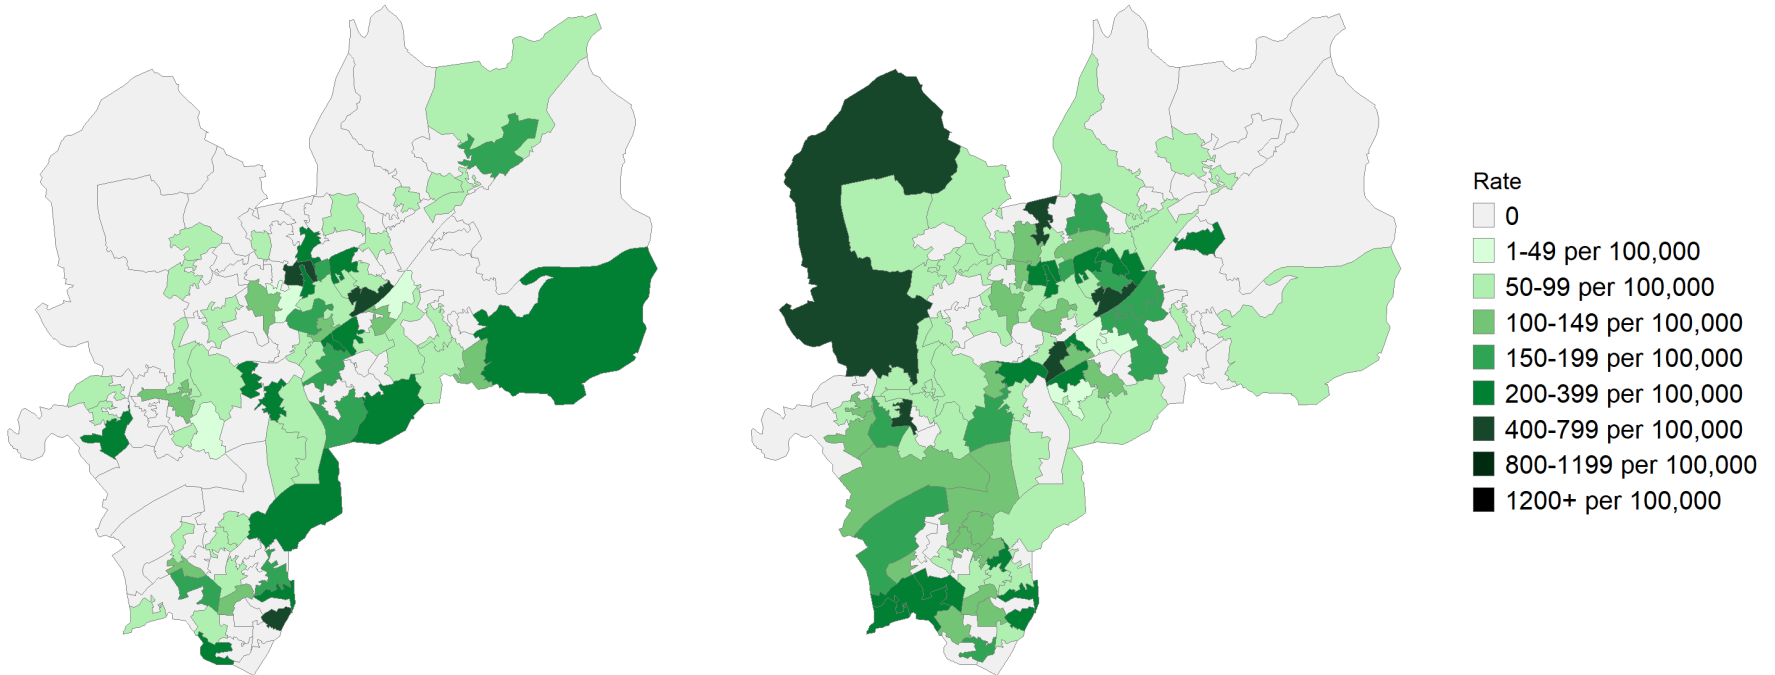 Rate
0
1-49 per 100,000
50-99 per 100,000
100-149 per 100,000
150-199 per 100,000
200-399 per 100,000
400-799 per 100,000
800-1199 per 100,000
1200+ per 100,000